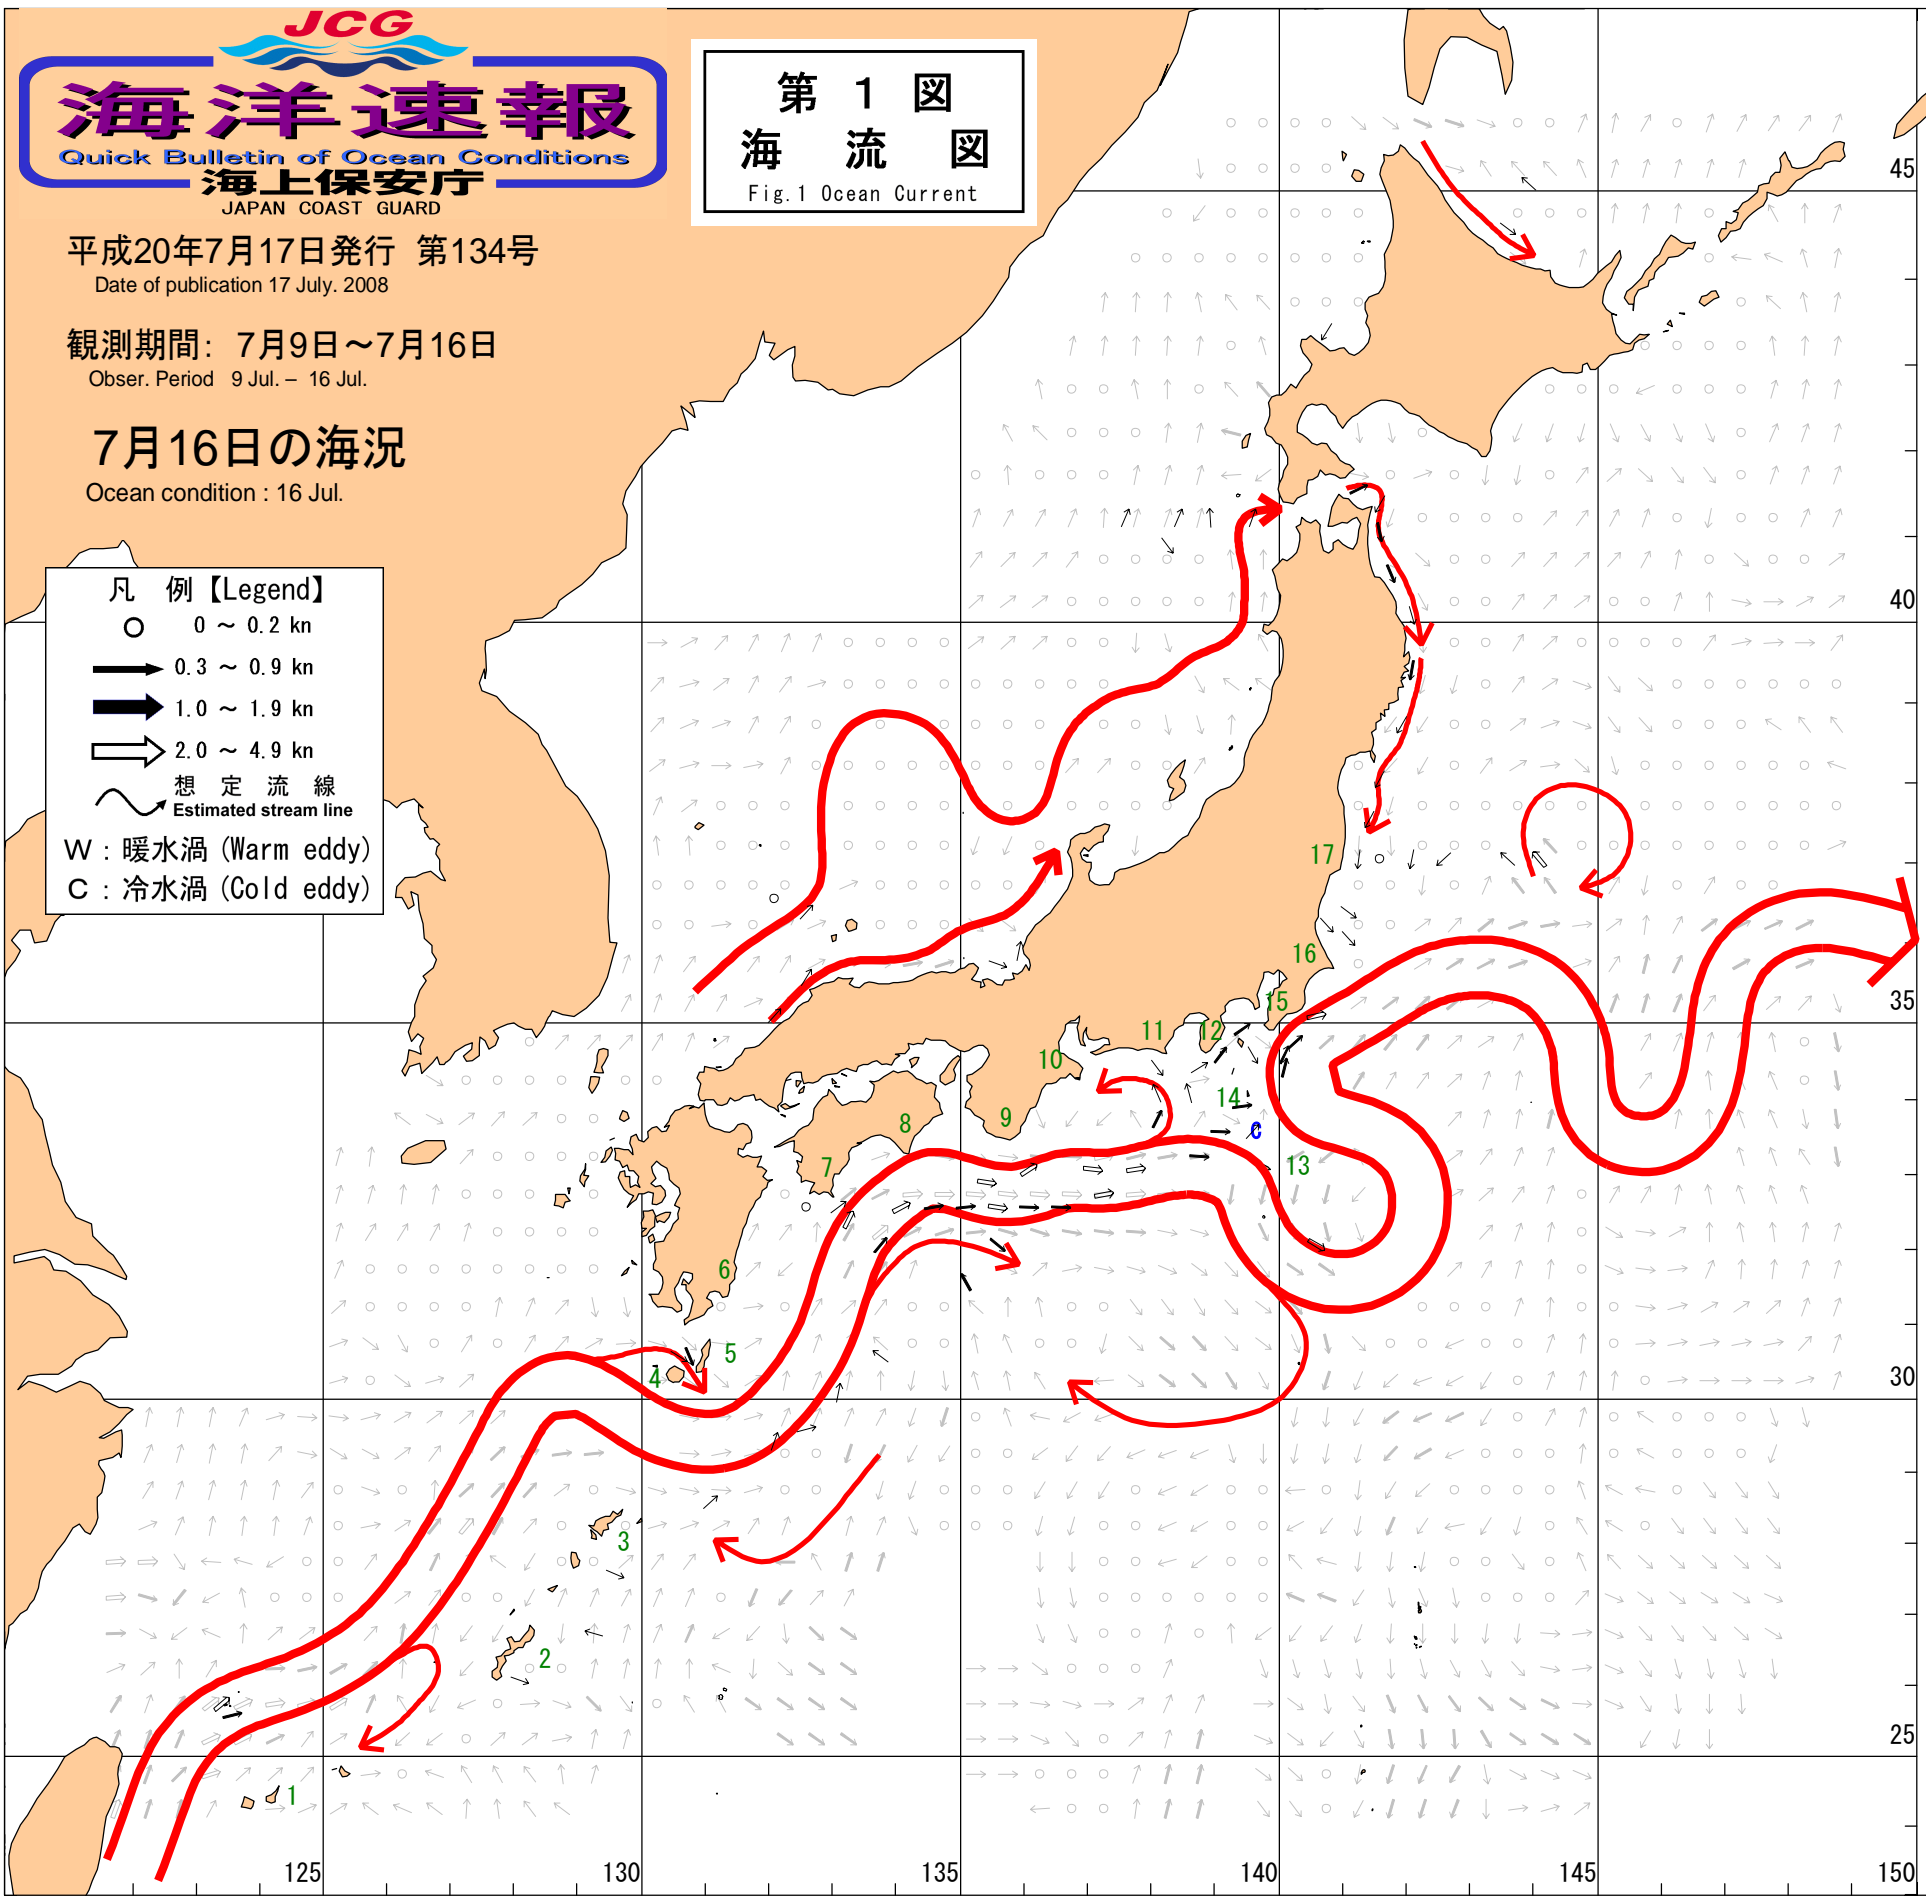 JCG
海洋速報
Quick Bulletin of Ocean Conditions
海上保安庁
JAPAN COAST GUARD
第 1 図
海 流 図
Fig.1 Ocean Current
平成20年7月17日発行 第134号
Date of publication 17 July. 2008
観測期間: 7月9日～7月16日
Obser. Period 9 Jul. – 16 Jul.
7月16日の海況
Ocean condition : 16 Jul.
凡 例【Legend】
0 ～ 0.2 kn
0.3 ～ 0.9 kn
1.0 ～ 1.9 kn
2.0 ～ 4.9 kn
想 定 流 線
Estimated stream line
W : 暖水渦 (Warm eddy)
C : 冷水渦 (Cold eddy)
45
40
35
30
25
17
16
15
12
11
10
14
9
8
C
13
7
6
5
4
3
2
1
125
130
135
140
145
150